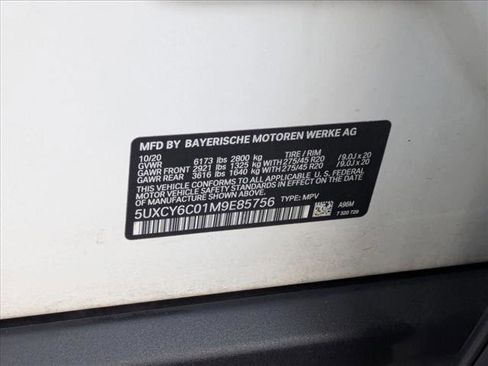 MFD BY BAYERISCHE MOTOREN WERKE AG
10/20 TIRE / RIM
GVWR 6173 lbs 2800 kg
GAWR FRONT 2921 lbs 1325 kg WITH 275/45 R20 / 9.0J x 20
GAWR REAR 3616 lbs 1640 kg WITH 275/45 R20 / 9.0J x 20
THIS VEHICLE CONFORMS TO ALL APPLICABLE U. S. FEDERAL
MOTOR VEHICLE SAFETY STANDARDS IN EFFECT ON THE
DATE OF MANUFACTURE SHOWN ABOVE.
5UXCY6C01M9E85756 TYPE: MPV
A96M
7 320 729